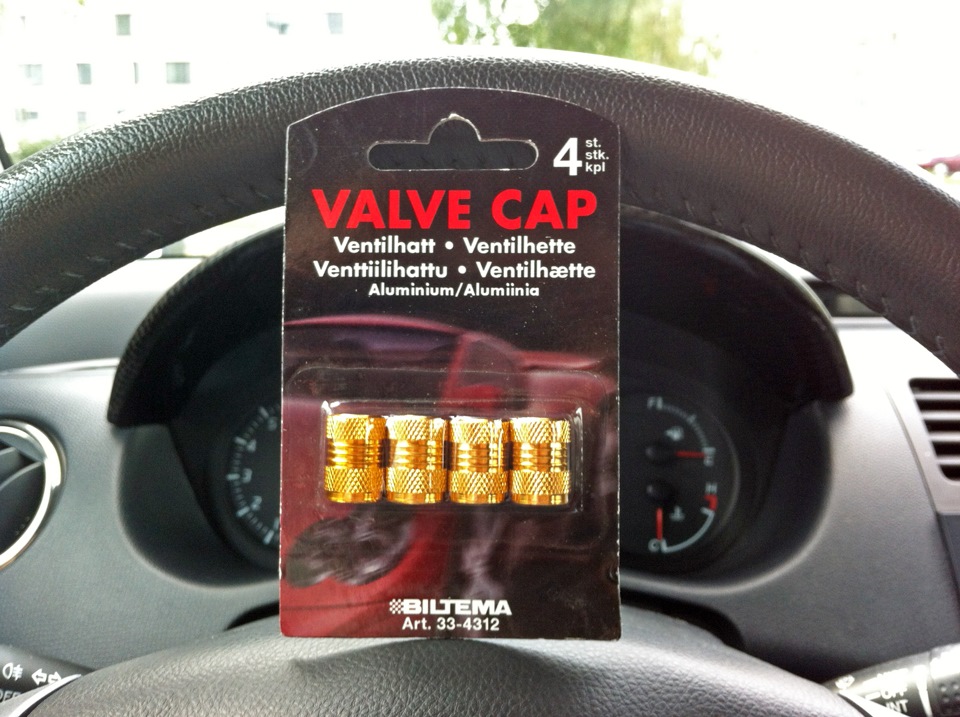 4 st.
stk.
kpl
VALVE CAP
Ventilhatt • Ventilhette
Venttiilihattu • Ventilhætte
Aluminium/Alumiinia
BILTEMA
Art. 33-4312
F
E
H
C